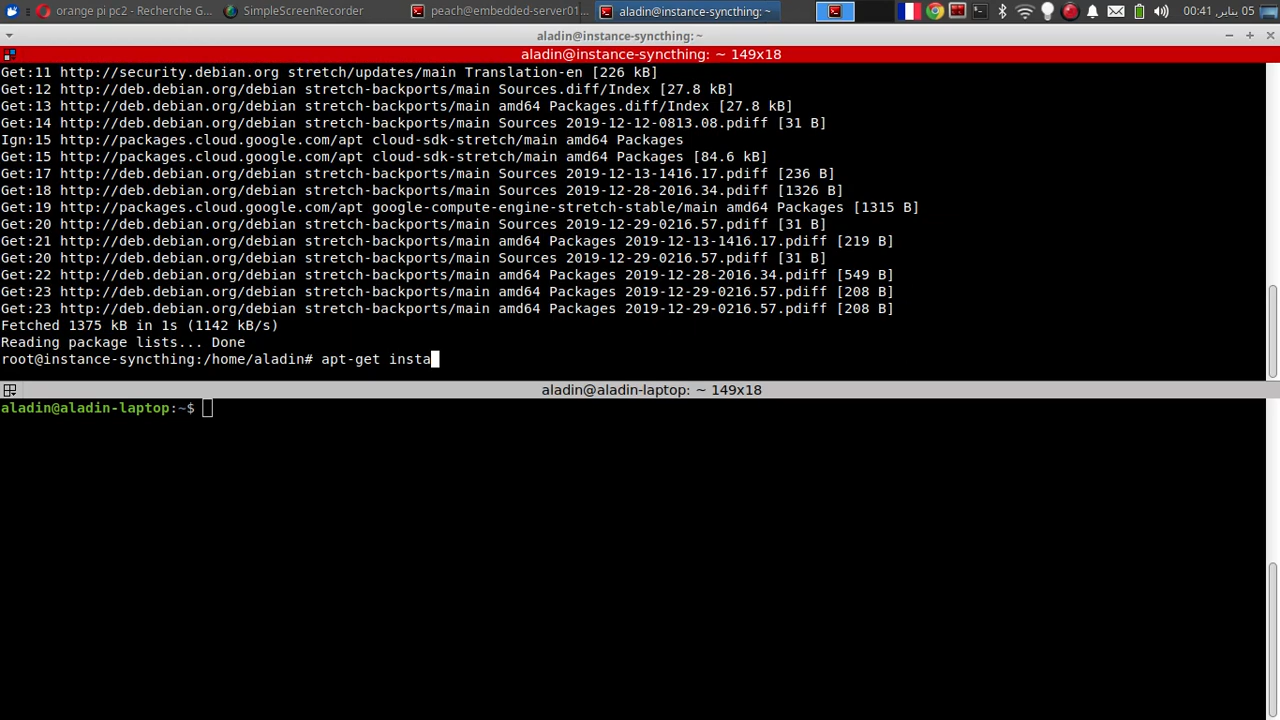 orange pi pc2 - Recherche G...
SimpleScreenRecorder
peach@embedded-server01...
aladin@instance-syncthing: ~
05 يناير, 00:41
aladin@instance-syncthing: ~
aladin@instance-syncthing: ~ 149x18
Get:11 http://security.debian.org stretch/updates/main Translation-en [226 kB]
Get:12 http://deb.debian.org/debian stretch-backports/main Sources.diff/Index [27.8 kB]
Get:13 http://deb.debian.org/debian stretch-backports/main amd64 Packages.diff/Index [27.8 kB]
Get:14 http://deb.debian.org/debian stretch-backports/main Sources 2019-12-12-0813.08.pdiff [31 B]
Ign:15 http://packages.cloud.google.com/apt cloud-sdk-stretch/main amd64 Packages
Get:15 http://packages.cloud.google.com/apt cloud-sdk-stretch/main amd64 Packages [84.6 kB]
Get:17 http://deb.debian.org/debian stretch-backports/main Sources 2019-12-13-1416.17.pdiff [236 B]
Get:18 http://deb.debian.org/debian stretch-backports/main Sources 2019-12-28-2016.34.pdiff [1326 B]
Get:19 http://packages.cloud.google.com/apt google-compute-engine-stretch-stable/main amd64 Packages [1315 B]
Get:20 http://deb.debian.org/debian stretch-backports/main Sources 2019-12-29-0216.57.pdiff [31 B]
Get:21 http://deb.debian.org/debian stretch-backports/main amd64 Packages 2019-12-13-1416.17.pdiff [219 B]
Get:20 http://deb.debian.org/debian stretch-backports/main Sources 2019-12-29-0216.57.pdiff [31 B]
Get:22 http://deb.debian.org/debian stretch-backports/main amd64 Packages 2019-12-28-2016.34.pdiff [549 B]
Get:23 http://deb.debian.org/debian stretch-backports/main amd64 Packages 2019-12-29-0216.57.pdiff [208 B]
Get:23 http://deb.debian.org/debian stretch-backports/main amd64 Packages 2019-12-29-0216.57.pdiff [208 B]
Fetched 1375 kB in 1s (1142 kB/s)
Reading package lists... Done
root@instance-syncthing:/home/aladin# apt-get insta
aladin@aladin-laptop: ~ 149x18
aladin@aladin-laptop:~$